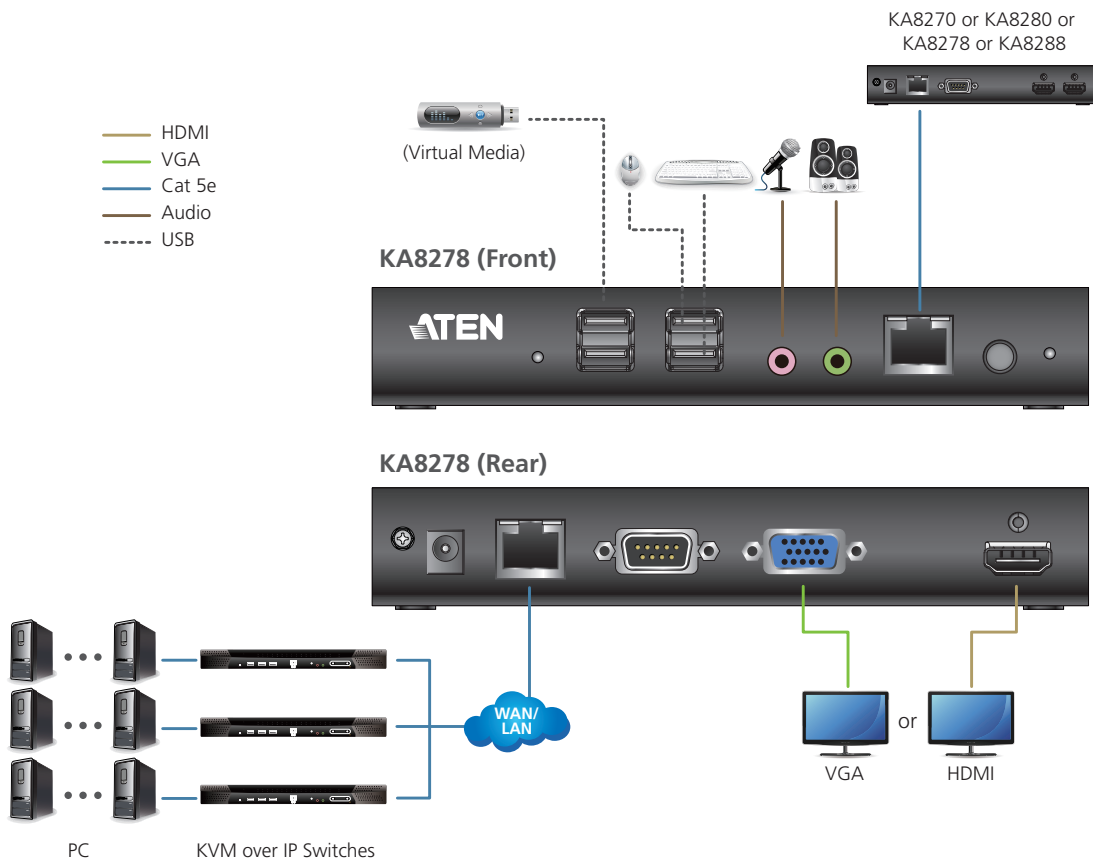 KA8270 or KA8280 or
KA8278 or KA8288
HDMI
VGA
Cat 5e
Audio
USB
(Virtual Media)
KA8278 (Front)
ATEN
KA8278 (Rear)
WAN/
LAN
or
VGA
HDMI
PC
KVM over IP Switches